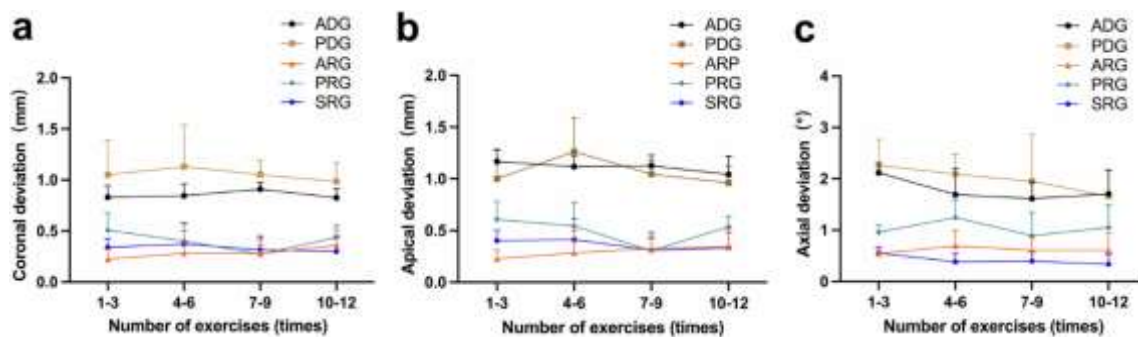 a
ADG
PDG
ARG
PRG
SRG
Coronal deviation (mm)
2.0
1.5
1.0
0.5
0.0
1-3
4-6
7-9
10-12
Number of exercises (times)
b
ADG
PDG
ARP
PRG
SRG
Apical deviation (mm)
2.0
1.5
1.0
0.5
0.0
1-3
4-6
7-9
10-12
Number of exercises (times)
c
ADG
PDG
ARG
PRG
SRG
Axial deviation (°)
4
3
2
1
0
1-3
4-6
7-9
10-12
Number of exercises (times)